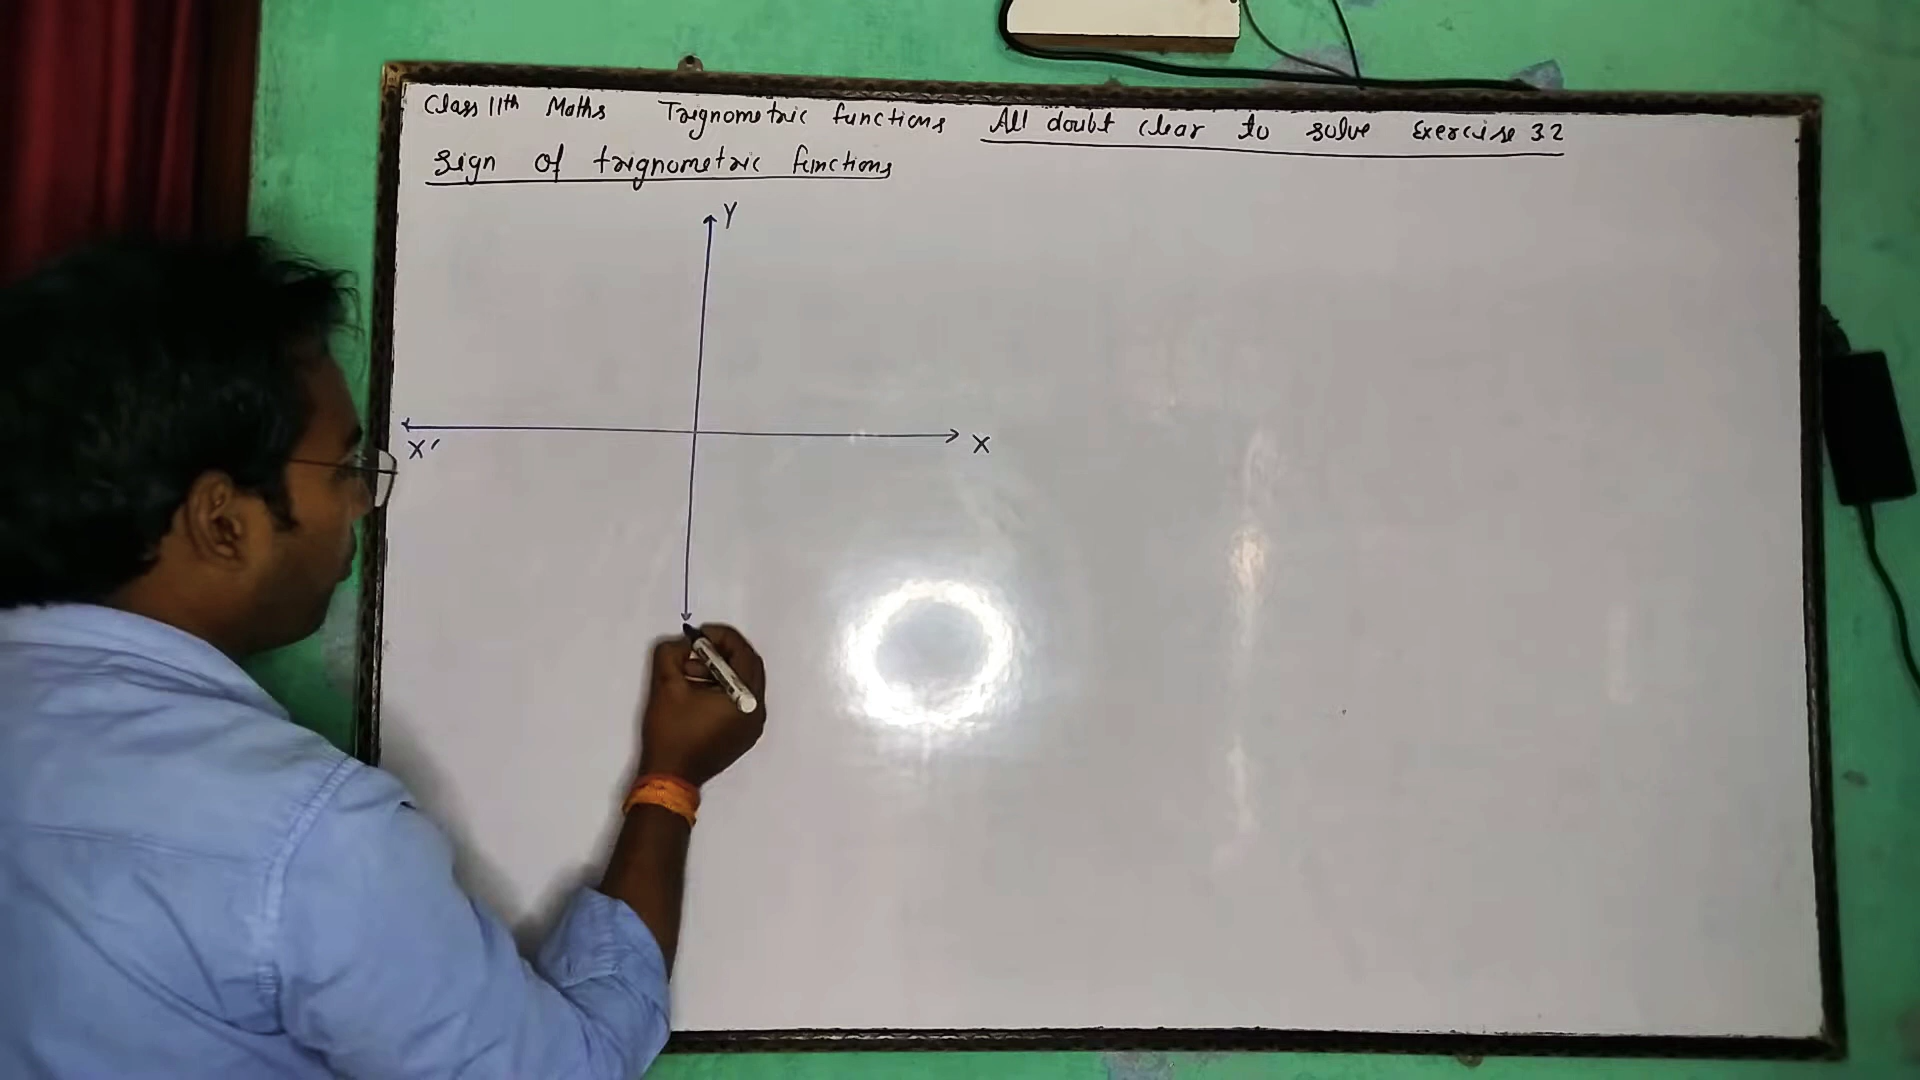 Class 11th Maths Trignometric functions All doubt clear to solve Exercise 3.2
Sign of trignometric functions
Y
X' X